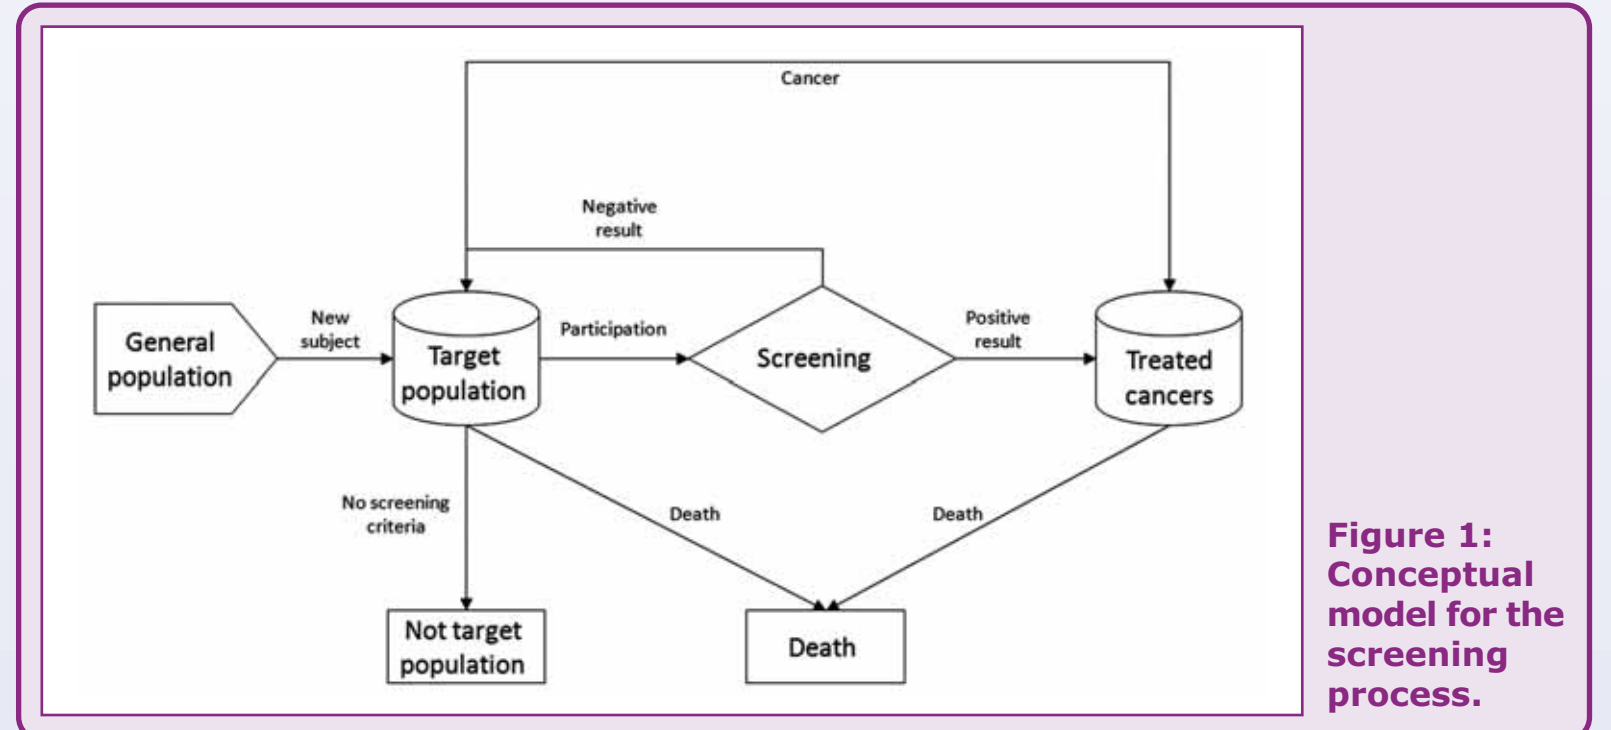 Cancer
Negative
result
New
subject
Participation
Positive
result
General
population
Target
population
Screening
Treated
cancers
No screening
criteria
Death
Death
Not target
population
Death
Figure 1:
Conceptual
model for the
screening
process.